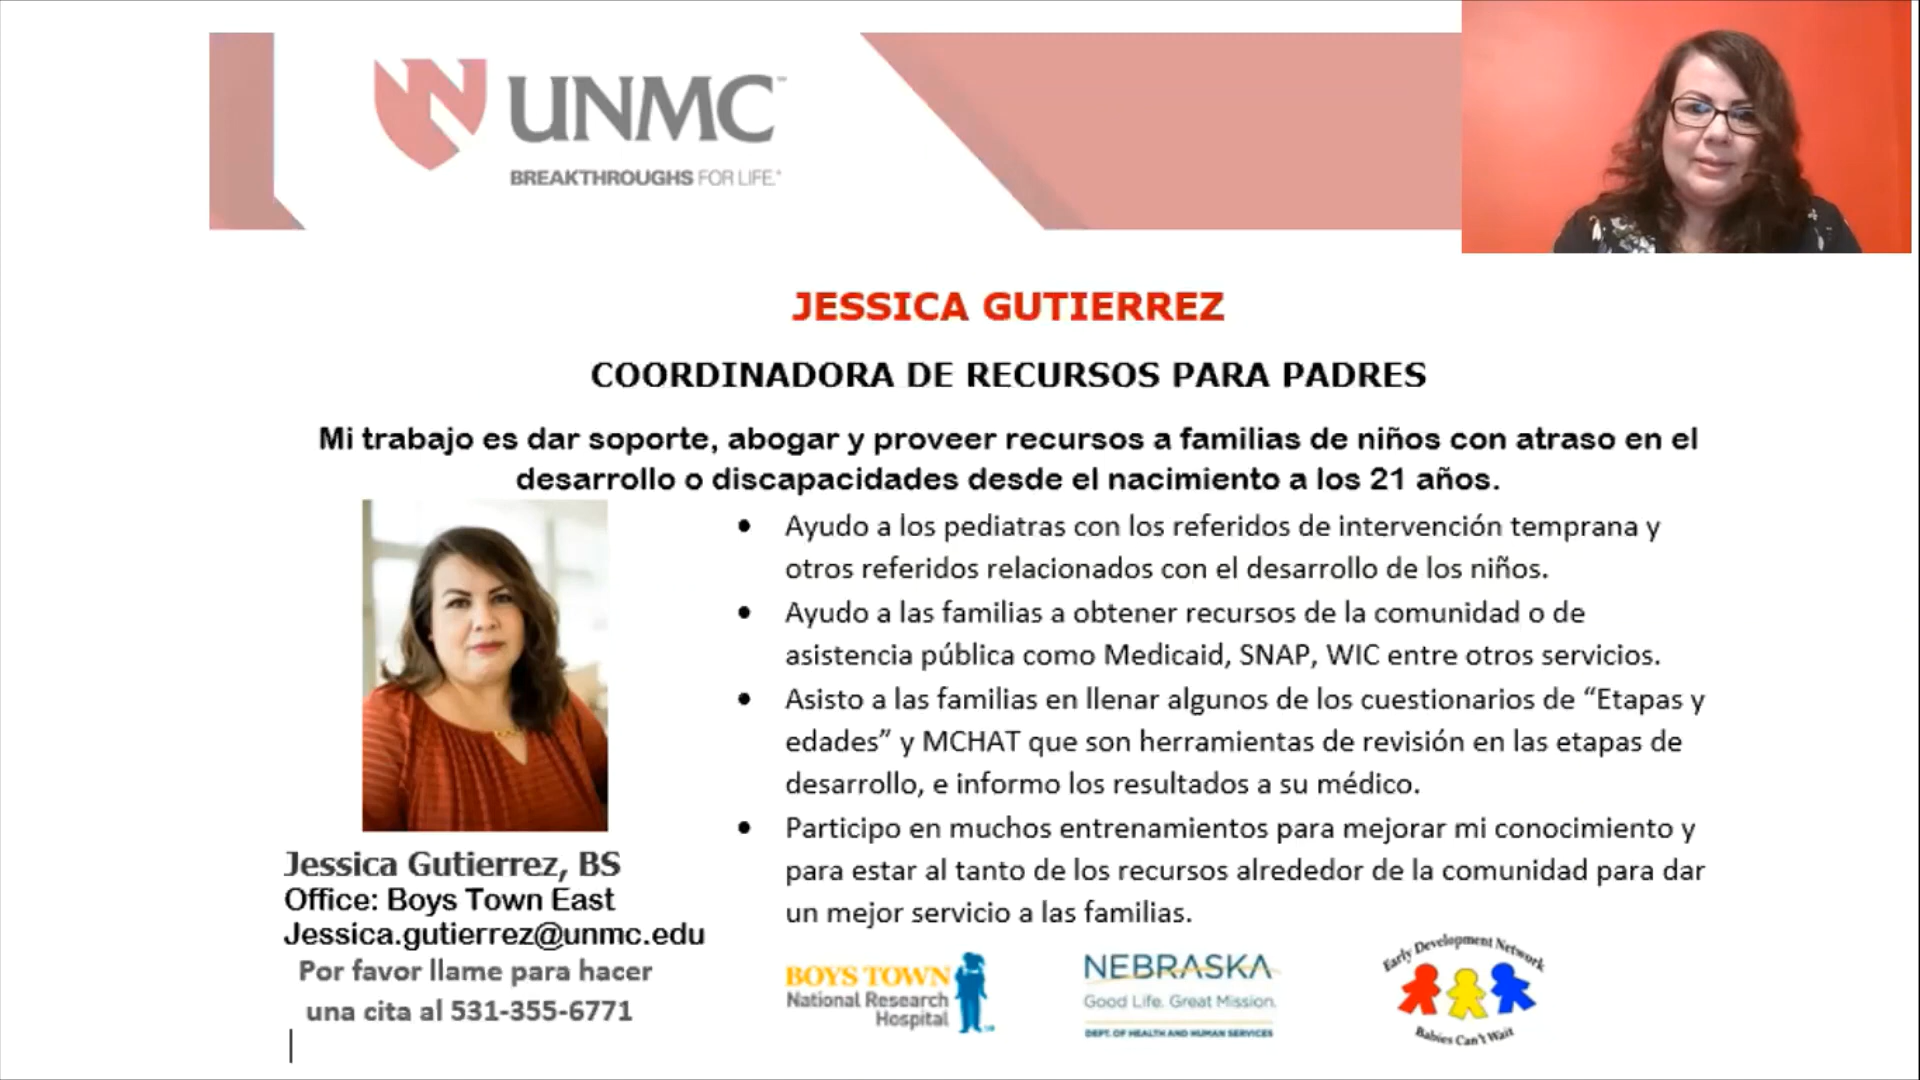 UNMC
BREAKTHROUGHS FOR LIFE.®
JESSICA GUTIERREZ
COORDINADORA DE RECURSOS PARA PADRES
Mi trabajo es dar soporte, abogar y proveer recursos a familias de niños con atraso en el
desarrollo o discapacidades desde el nacimiento a los 21 años.
• Ayudo a los pediatras con los referidos de intervención temprana y
otros referidos relacionados con el desarrollo de los niños.
• Ayudo a las familias a obtener recursos de la comunidad o de
asistencia pública como Medicaid, SNAP, WIC entre otros servicios.
• Asisto a las familias en llenar algunos de los cuestionarios de “Etapas y
edades” y MCHAT que son herramientas de revisión en las etapas de
desarrollo, e informo los resultados a su médico.
• Participo en muchos entrenamientos para mejorar mi conocimiento y
para estar al tanto de los recursos alrededor de la comunidad para dar
un mejor servicio a las familias.
Jessica Gutierrez, BS
Office: Boys Town East
Jessica.gutierrez@unmc.edu
Por favor llame para hacer
una cita al 531-355-6771
BOYS TOWN
National Research
Hospital
NEBRASKA
Good Life. Great Mission.
DEPT. OF HEALTH AND HUMAN SERVICES
Early Development Network
Babies Can't Wait